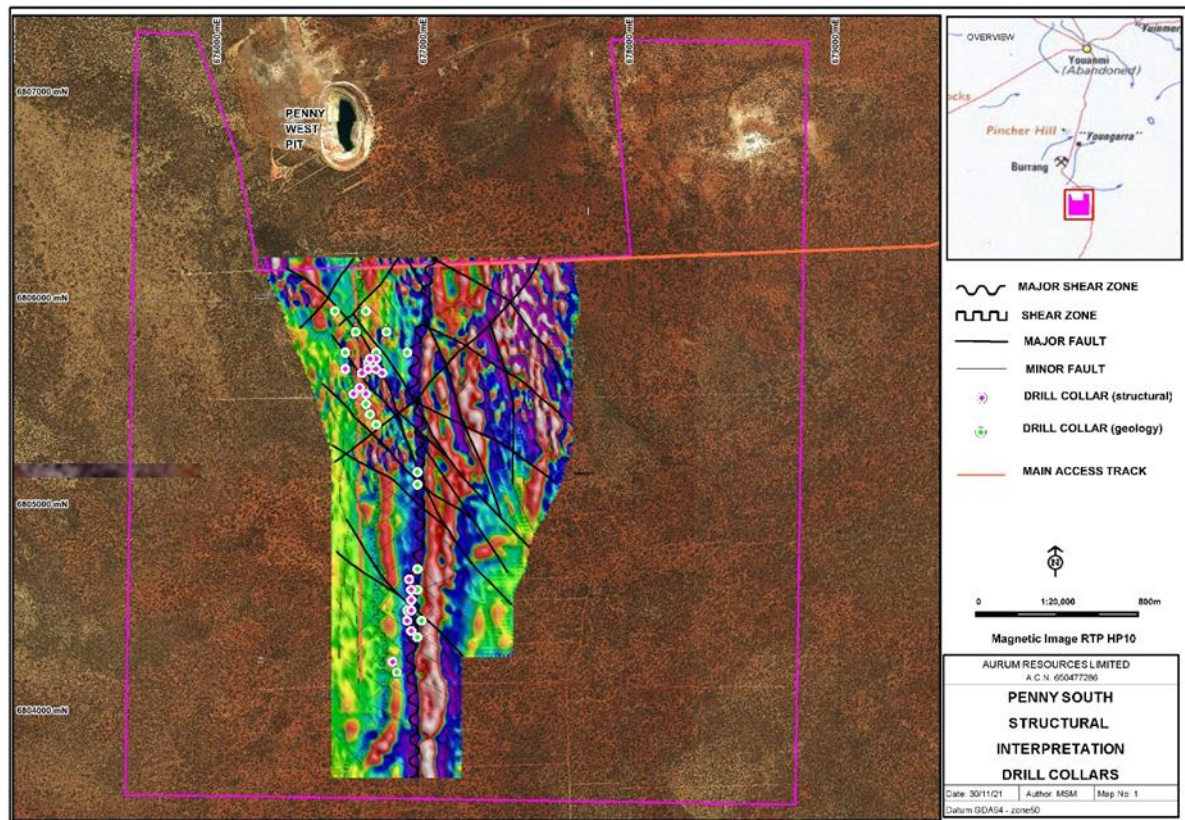 676000 mE
677000 mE
678000 mE
679000 mE
6807000 mN
6806000 mN
6805000 mN
6804000 mN
PENNY
WEST
PIT
OVERVIEW
Youanmi
(Abandoned)
ocks
Pincher Hill
"Youngarra"
Burrang
MAJOR SHEAR ZONE
SHEAR ZONE
MAJOR FAULT
MINOR FAULT
DRILL COLLAR (structural)
DRILL COLLAR (geology)
MAIN ACCESS TRACK
N
0 1:20,000 800m
Magnetic Image RTP HP10
AURUM RESOURCES LIMITED
A.C.N. 650477286
PENNY SOUTH
STRUCTURAL
INTERPRETATION
DRILL COLLARS
Date: 30/11/21 Author: MSM Map No: 1
Datum GDA94 - zone50